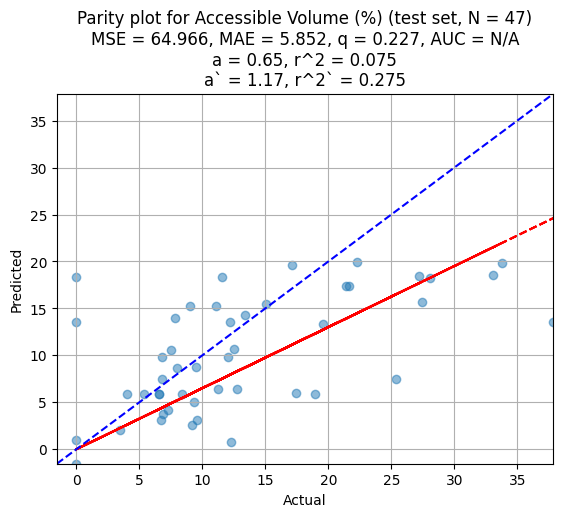 Parity plot for Accessible Volume (%) (test set, N = 47)
MSE = 64.966, MAE = 5.852, q = 0.227, AUC = N/A
a = 0.65, r^2 = 0.075
a` = 1.17, r^2` = 0.275
35
30
25
20
15
10
5
0
Predicted
0 5 10 15 20 25 30 35
Actual